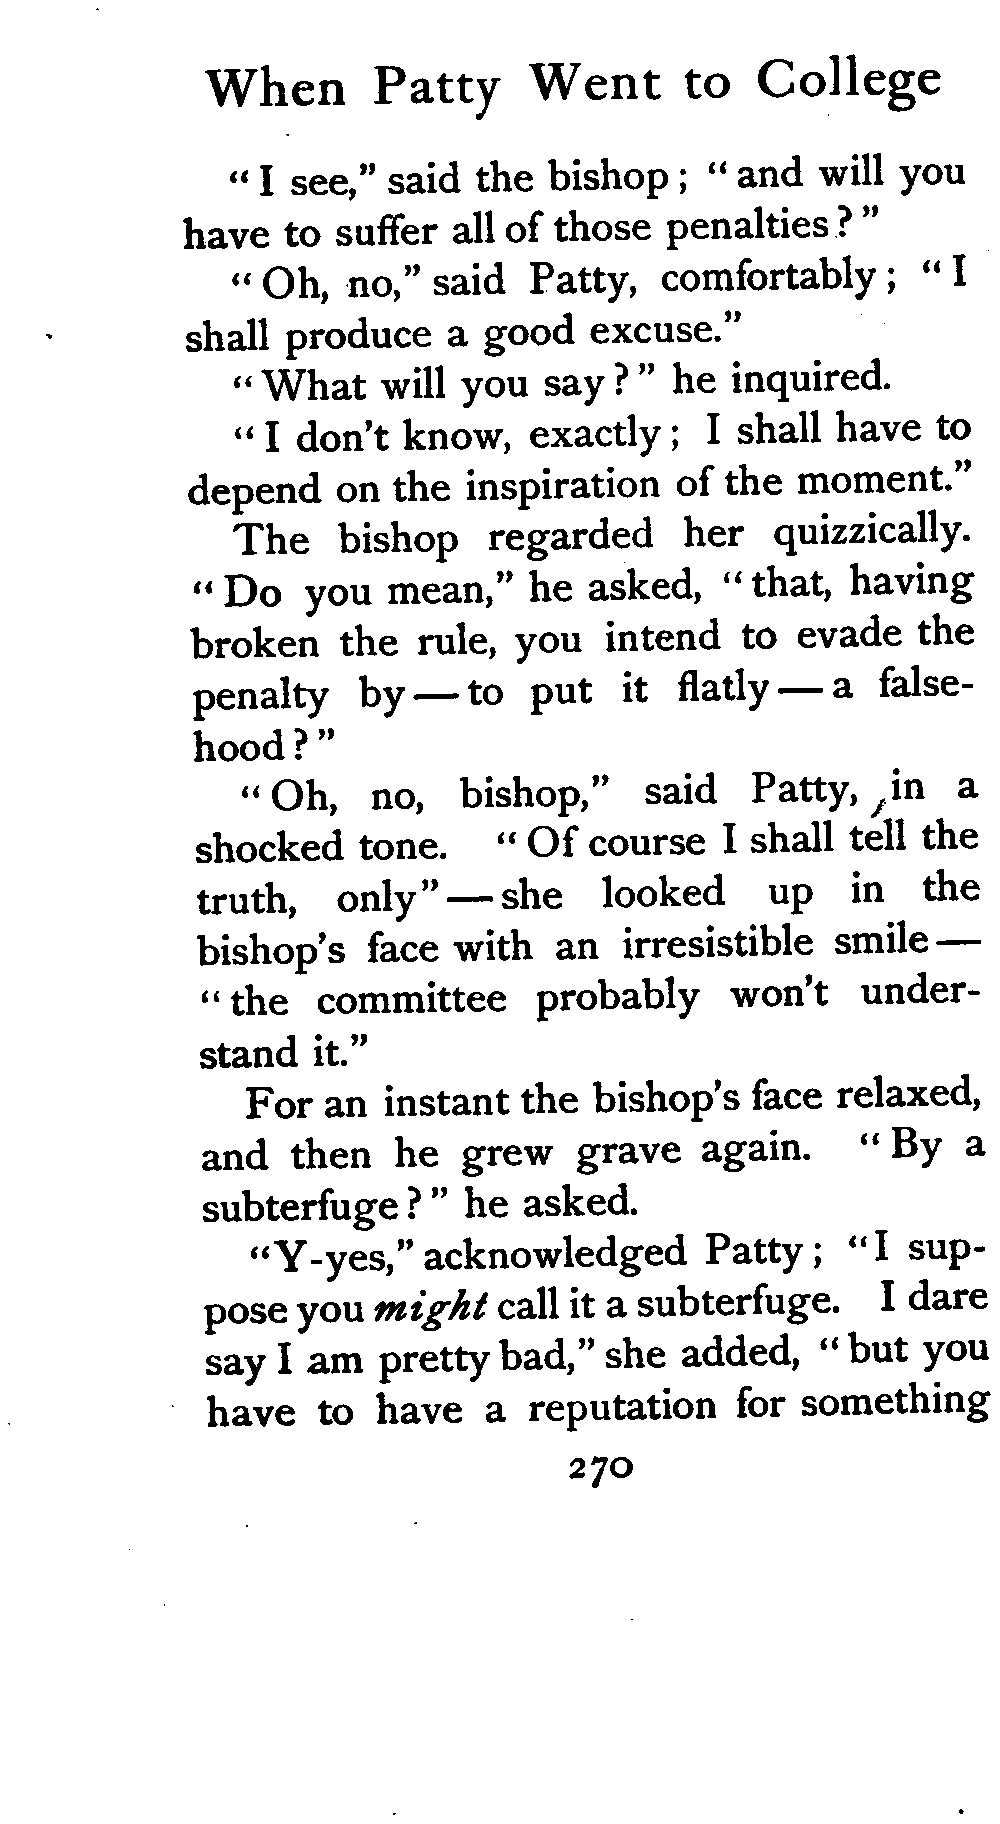 When Patty Went to College
“I see,” said the bishop; “and will you
have to suffer all of those penalties?”
“Oh, no,” said Patty, comfortably; “I
shall produce a good excuse.”
“What will you say?” he inquired.
“I don't know, exactly; I shall have to
depend on the inspiration of the moment.”
The bishop regarded her quizzically.
“Do you mean,” he asked, “that, having
broken the rule, you intend to evade the
penalty by—to put it flatly—a false-
hood?”
“Oh, no, bishop,” said Patty, in a
shocked tone. “Of course I shall tell the
truth, only”—she looked up in the
bishop's face with an irresistible smile—
“the committee probably won't under-
stand it.”
For an instant the bishop's face relaxed,
and then he grew grave again. “By a
subterfuge?” he asked.
“Y-yes,” acknowledged Patty; “I sup-
pose you might call it a subterfuge. I dare
say I am pretty bad,” she added, “but you
have to have a reputation for something
270